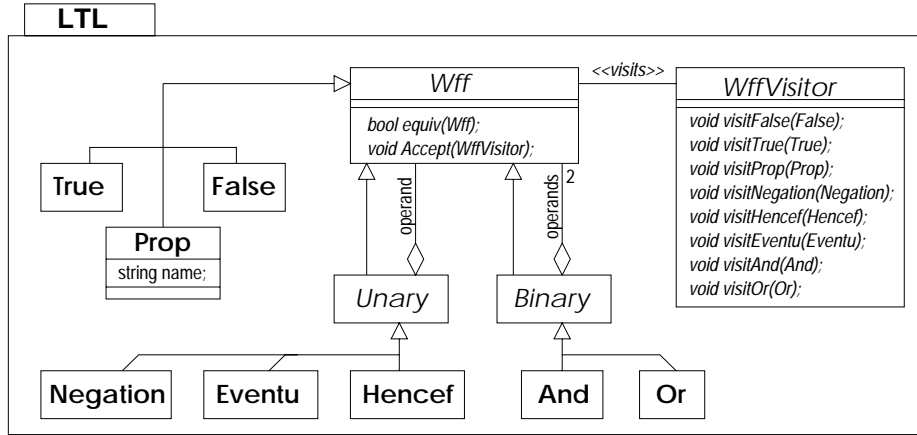 LTL
Wff
bool equiv(Wff);
void Accept(WffVisitor);
<<visits>>
WffVisitor
void visitFalse(False);
void visitTrue(True);
void visitProp(Prop);
void visitNegation(Negation);
void visitHencef(Hencef);
void visitEventu(Eventu);
void visitAnd(And);
void visitOr(Or);
True
False
Prop
string name;
operand
operands
2
Unary
Binary
Negation
Eventu
Hencef
And
Or